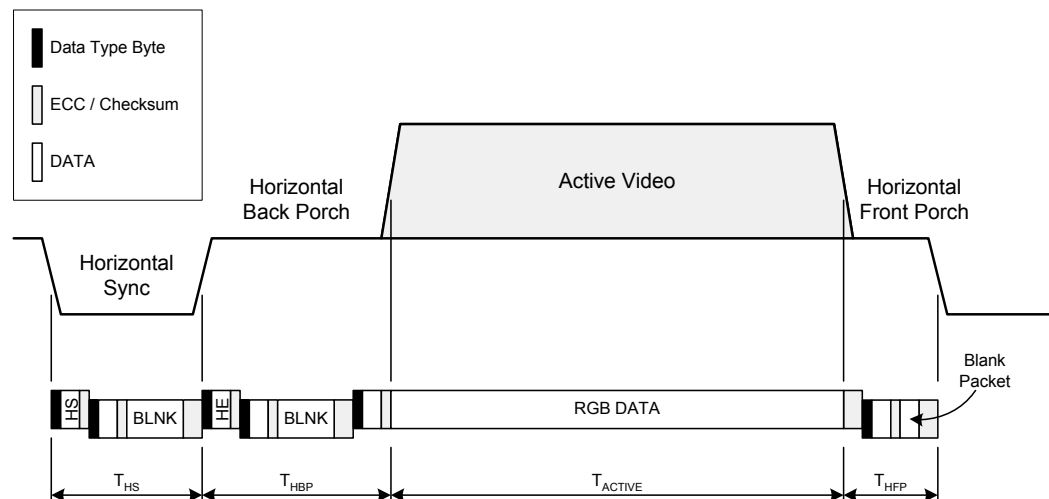 Data Type Byte
ECC / Checksum
DATA
Horizontal
Back Porch
Active Video
Horizontal
Front Porch
Horizontal
Sync
Blank
Packet
HS
BLNK
HE
BLNK
RGB DATA
THS
THBP
TACTIVE
THFP